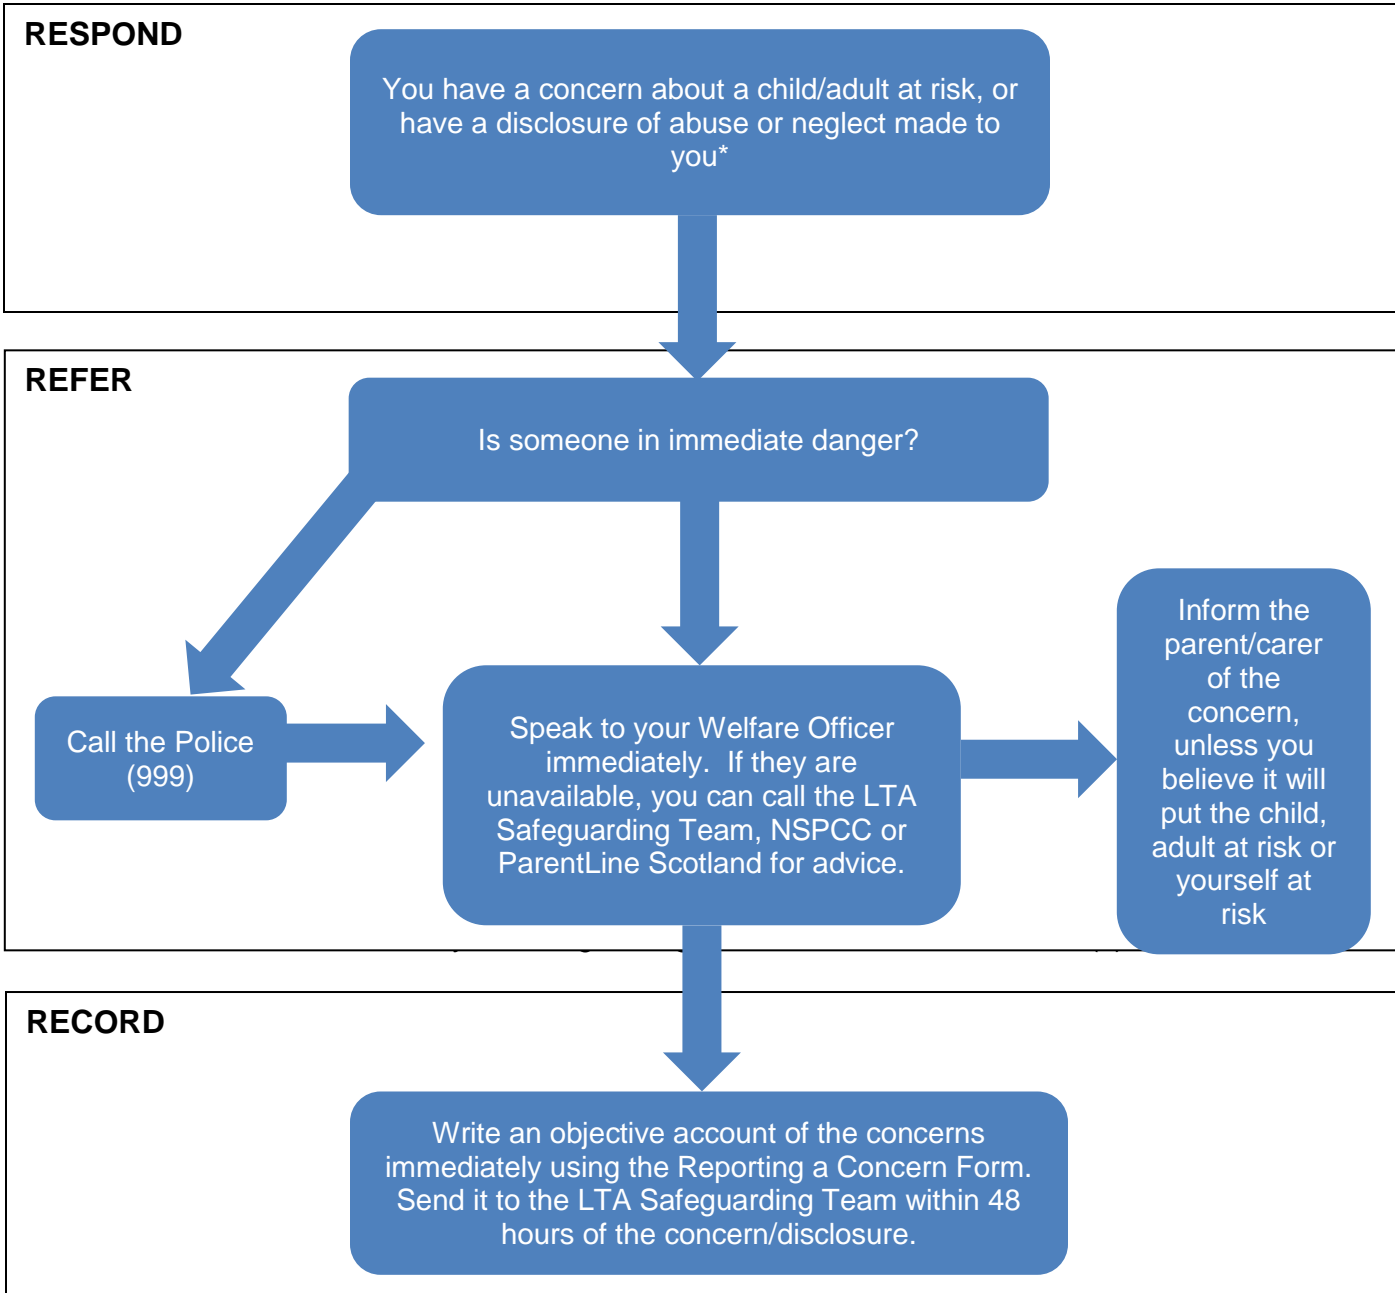 RESPOND
You have a concern about a child/adult at risk, or
have a disclosure of abuse or neglect made to
you*
REFER
Is someone in immediate danger?
Call the Police
(999)
Speak to your Welfare Officer
immediately.  If they are
unavailable, you can call the LTA
Safeguarding Team, NSPCC or
ParentLine Scotland for advice.
Inform the
parent/carer
of the
concern,
unless you
believe it will
put the child,
adult at risk or
yourself at
risk
RECORD
Write an objective account of the concerns
immediately using the Reporting a Concern Form.
Send it to the LTA Safeguarding Team within 48
hours of the concern/disclosure.